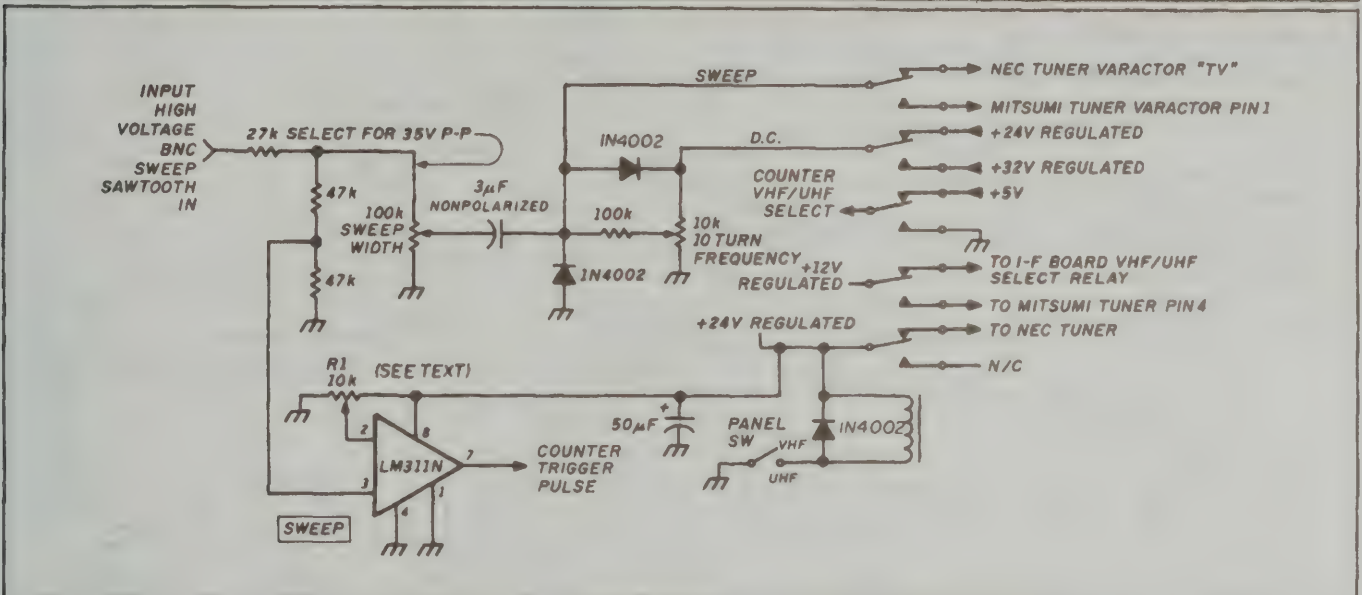 INPUT
HIGH
VOLTAGE
BNC
SWEEP
SAWTOOTH
IN
27k SELECT FOR 35V P-P
47k
47k
100k
SWEEP
WIDTH
3µF
NONPOLARIZED
SWEEP
1N4002
D.C.
100k
10k
10 TURN
FREQUENCY
1N4002
COUNTER
VHF/UHF
SELECT
+12V
REGULATED
NEC TUNER VARACTOR "TV"
MITSUMI TUNER VARACTOR PIN 1
+24V REGULATED
+32V REGULATED
+5V
TO I-F BOARD VHF/UHF
SELECT RELAY
TO MITSUMI TUNER PIN 4
TO NEC TUNER
N/C
+24V REGULATED
R1
10k
(SEE TEXT)
2
8
3
LM311N
7
4
1
COUNTER
TRIGGER
PULSE
+
50µF
PANEL
SW
VHF
UHF
1N4002
SWEEP